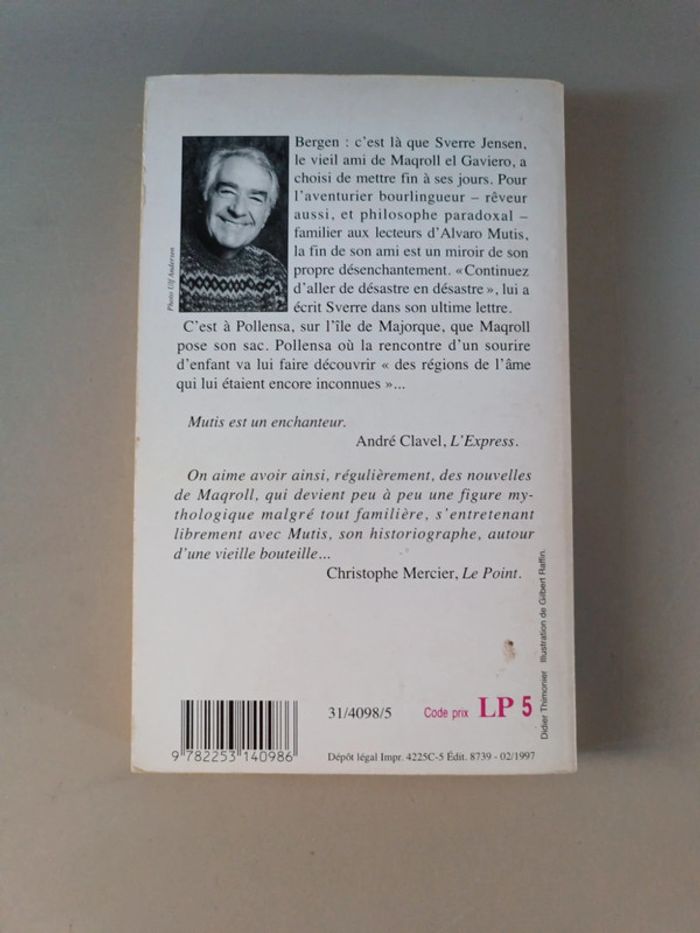 Bergen : c'est là que Sverre Jensen,
le vieil ami de Maqroll el Gaviero, a
choisi de mettre fin à ses jours. Pour
l'aventurier bourlingueur – rêveur
aussi, et philosophe paradoxal –
familier aux lecteurs d'Alvaro Mutis,
la fin de son ami est un miroir de son
propre désenchantement. « Continuez
d'aller de désastre en désastre », lui a
écrit Sverre dans son ultime lettre.
Photo Ulf Andersen
C'est à Pollensa, sur l'île de Majorque, que Maqroll
pose son sac. Pollensa où la rencontre d'un sourire
d'enfant va lui faire découvrir « des régions de l'âme
qui lui étaient encore inconnues »...
Mutis est un enchanteur.
André Clavel, L'Express.
On aime avoir ainsi, régulièrement, des nouvelles
de Maqroll, qui devient peu à peu une figure my-
thologique malgré tout familière, s'entretenant
librement avec Mutis, son historiographe, autour
d'une vieille bouteille...
Christophe Mercier, Le Point.
Didier Thimonier Illustration de Gilbert Raffin.
31/4098/5
Code prix LP 5
9 782253 140986
Dépôt légal Impr. 4225C-5 Édit. 8739 - 02/1997